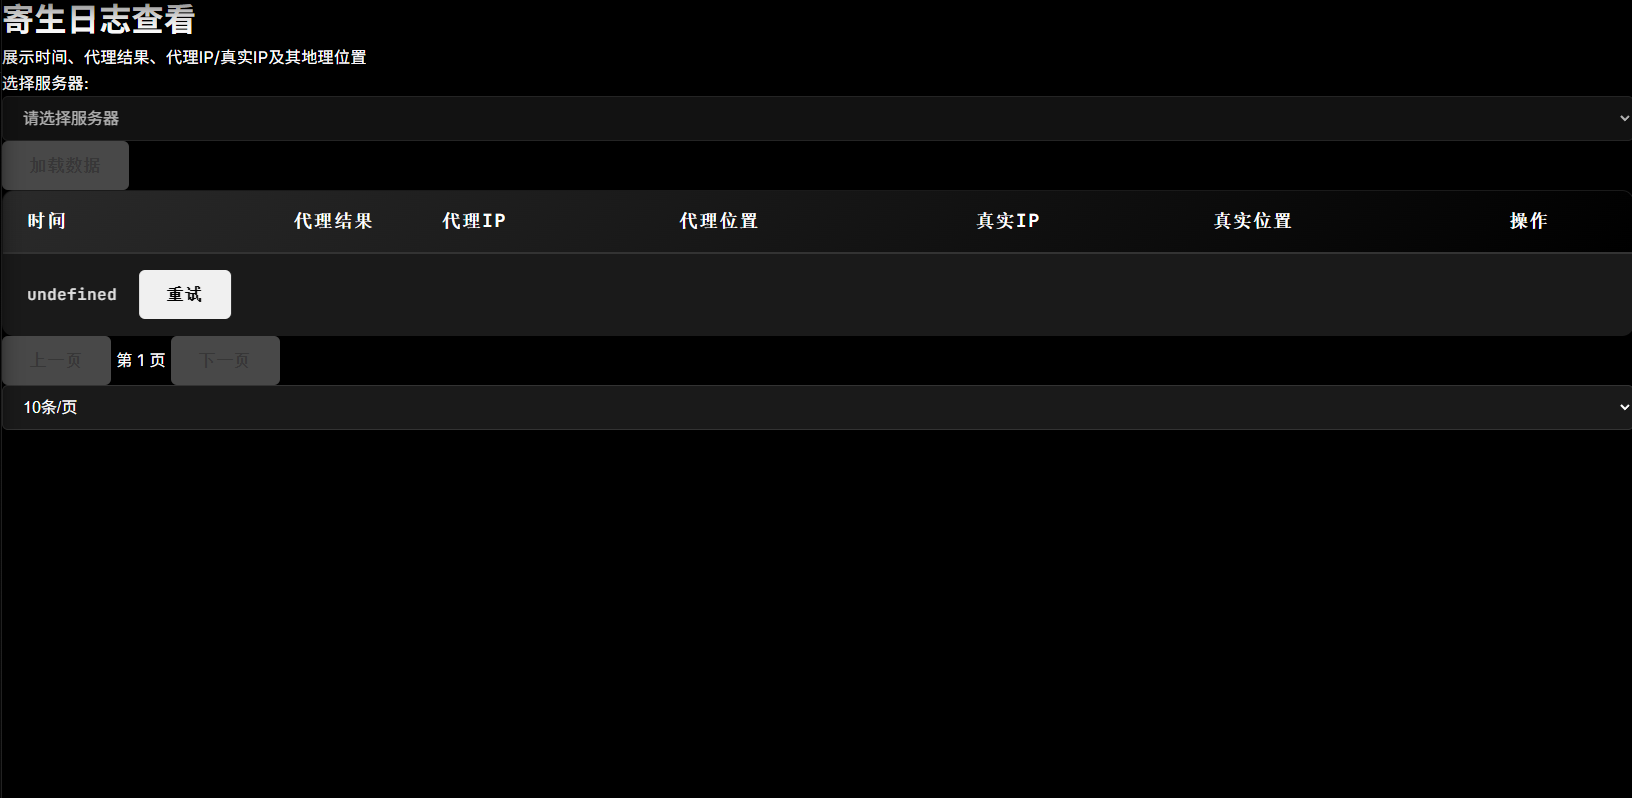 寄生日志查看
展示时间、代理结果、代理IP/真实IP及其地理位置
选择服务器:
请选择服务器
加载数据
时间 代理结果 代理IP 代理位置 真实IP 真实位置 操作
undefined 重试
上一页 第 1 页 下一页
10条/页